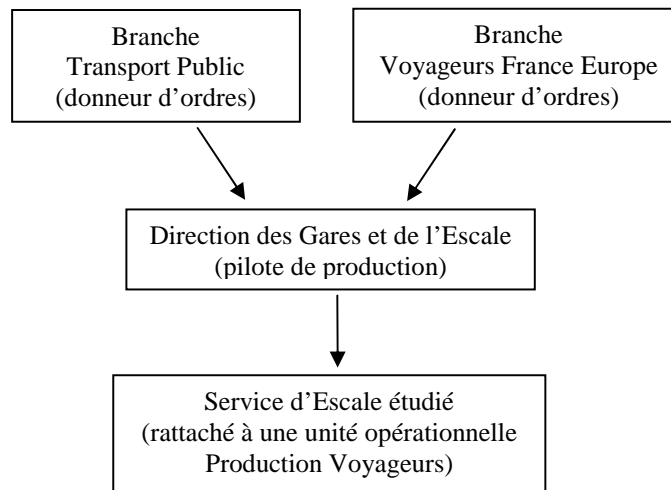 Branche
Transport Public
(donneur d'ordres)
Branche
Voyageurs France Europe
(donneur d'ordres)
Direction des Gares et de l'Escale
(pilote de production)
Service d'Escale étudié
(rattaché à une unité opérationnelle
Production Voyageurs)